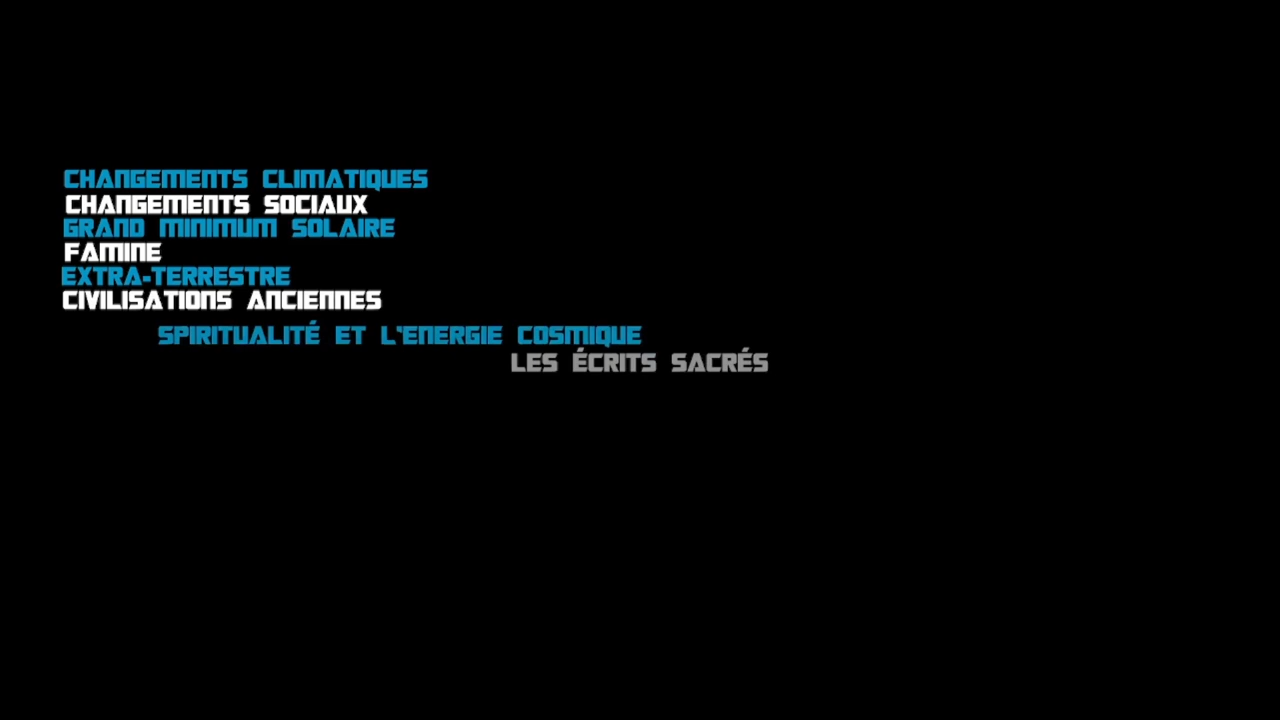 CHANGEMENTS CLIMATIQUES
CHANGEMENTS SOCIAUX
GRAND MINIMUM SOLAIRE
FAMINE
EXTRA-TERRESTRE
CIVILISATIONS ANCIENNES
SPIRITUALITÉ ET L'ENERGIE COSMIQUE
LES ÉCRITS SACRÉS